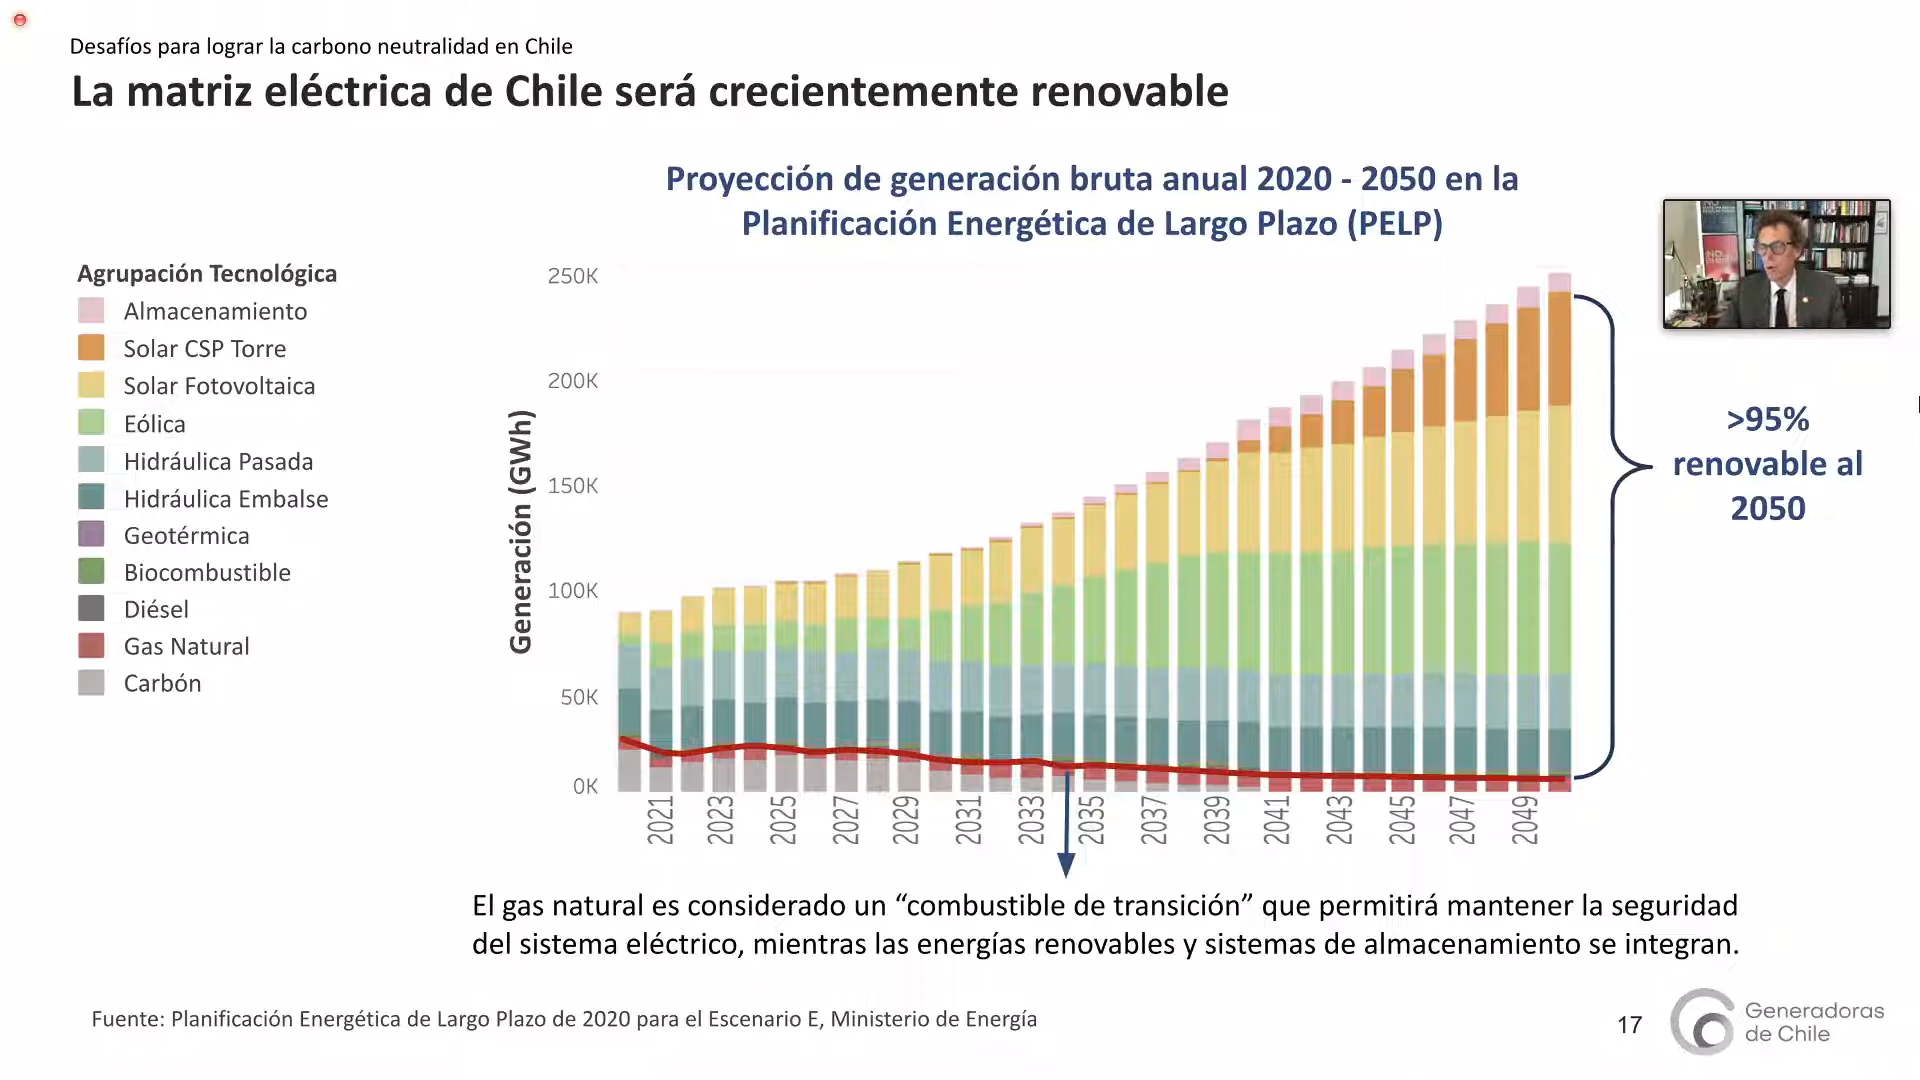 Desafíos para lograr la carbono neutralidad en Chile
La matriz eléctrica de Chile será crecientemente renovable
Proyección de generación bruta anual 2020 - 2050 en la
Planificación Energética de Largo Plazo (PELP)
Agrupación Tecnológica
Almacenamiento
Solar CSP Torre
Solar Fotovoltaica
Eólica
Hidráulica Pasada
Hidráulica Embalse
Geotérmica
Biocombustible
Diésel
Gas Natural
Carbón
Generación (GWh)
250K
200K
150K
100K
50K
0K
2021
2023
2025
2027
2029
2031
2033
2035
2037
2039
2041
2043
2045
2047
2049
>95%
renovable al
2050
El gas natural es considerado un “combustible de transición” que permitirá mantener la seguridad
del sistema eléctrico, mientras las energías renovables y sistemas de almacenamiento se integran.
Fuente: Planificación Energética de Largo Plazo de 2020 para el Escenario E, Ministerio de Energía
17
Generadoras
de Chile